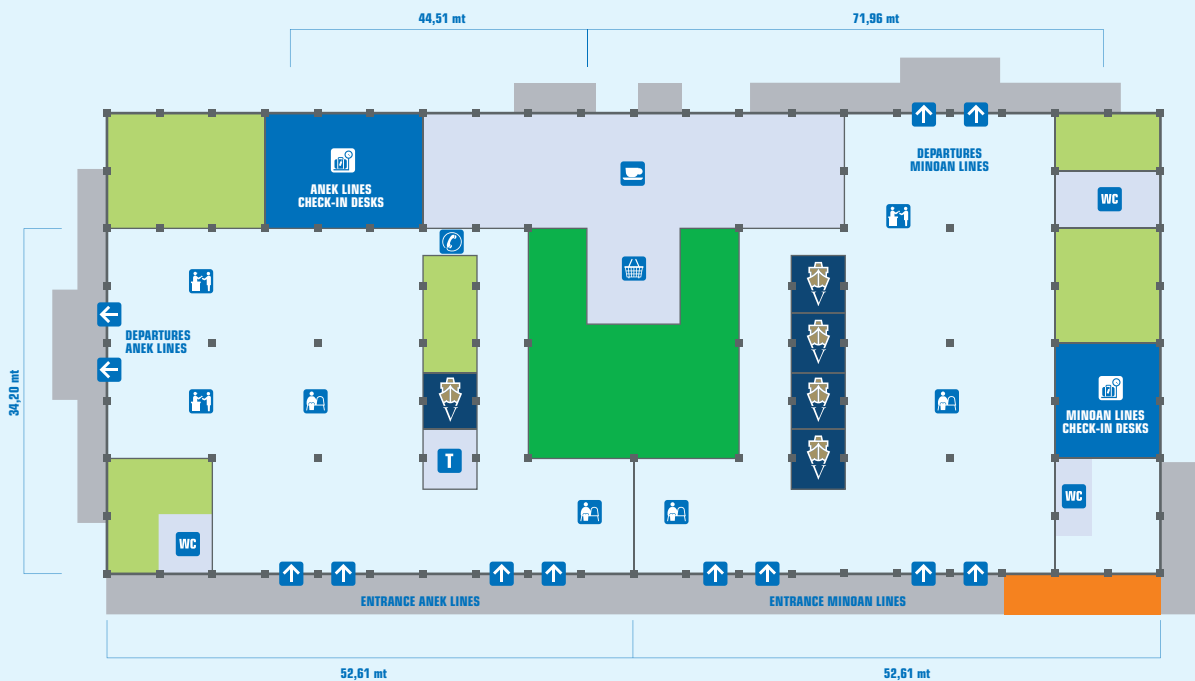 44,51 mt
71,96 mt
DEPARTURES
MINOAN LINES
ANEK LINES
CHECK-IN DESKS
WC
DEPARTURES
ANEK LINES
34,20 mt
MINOAN LINES
CHECK-IN DESKS
T
WC
WC
ENTRANCE ANEK LINES
ENTRANCE MINOAN LINES
52,61 mt
52,61 mt